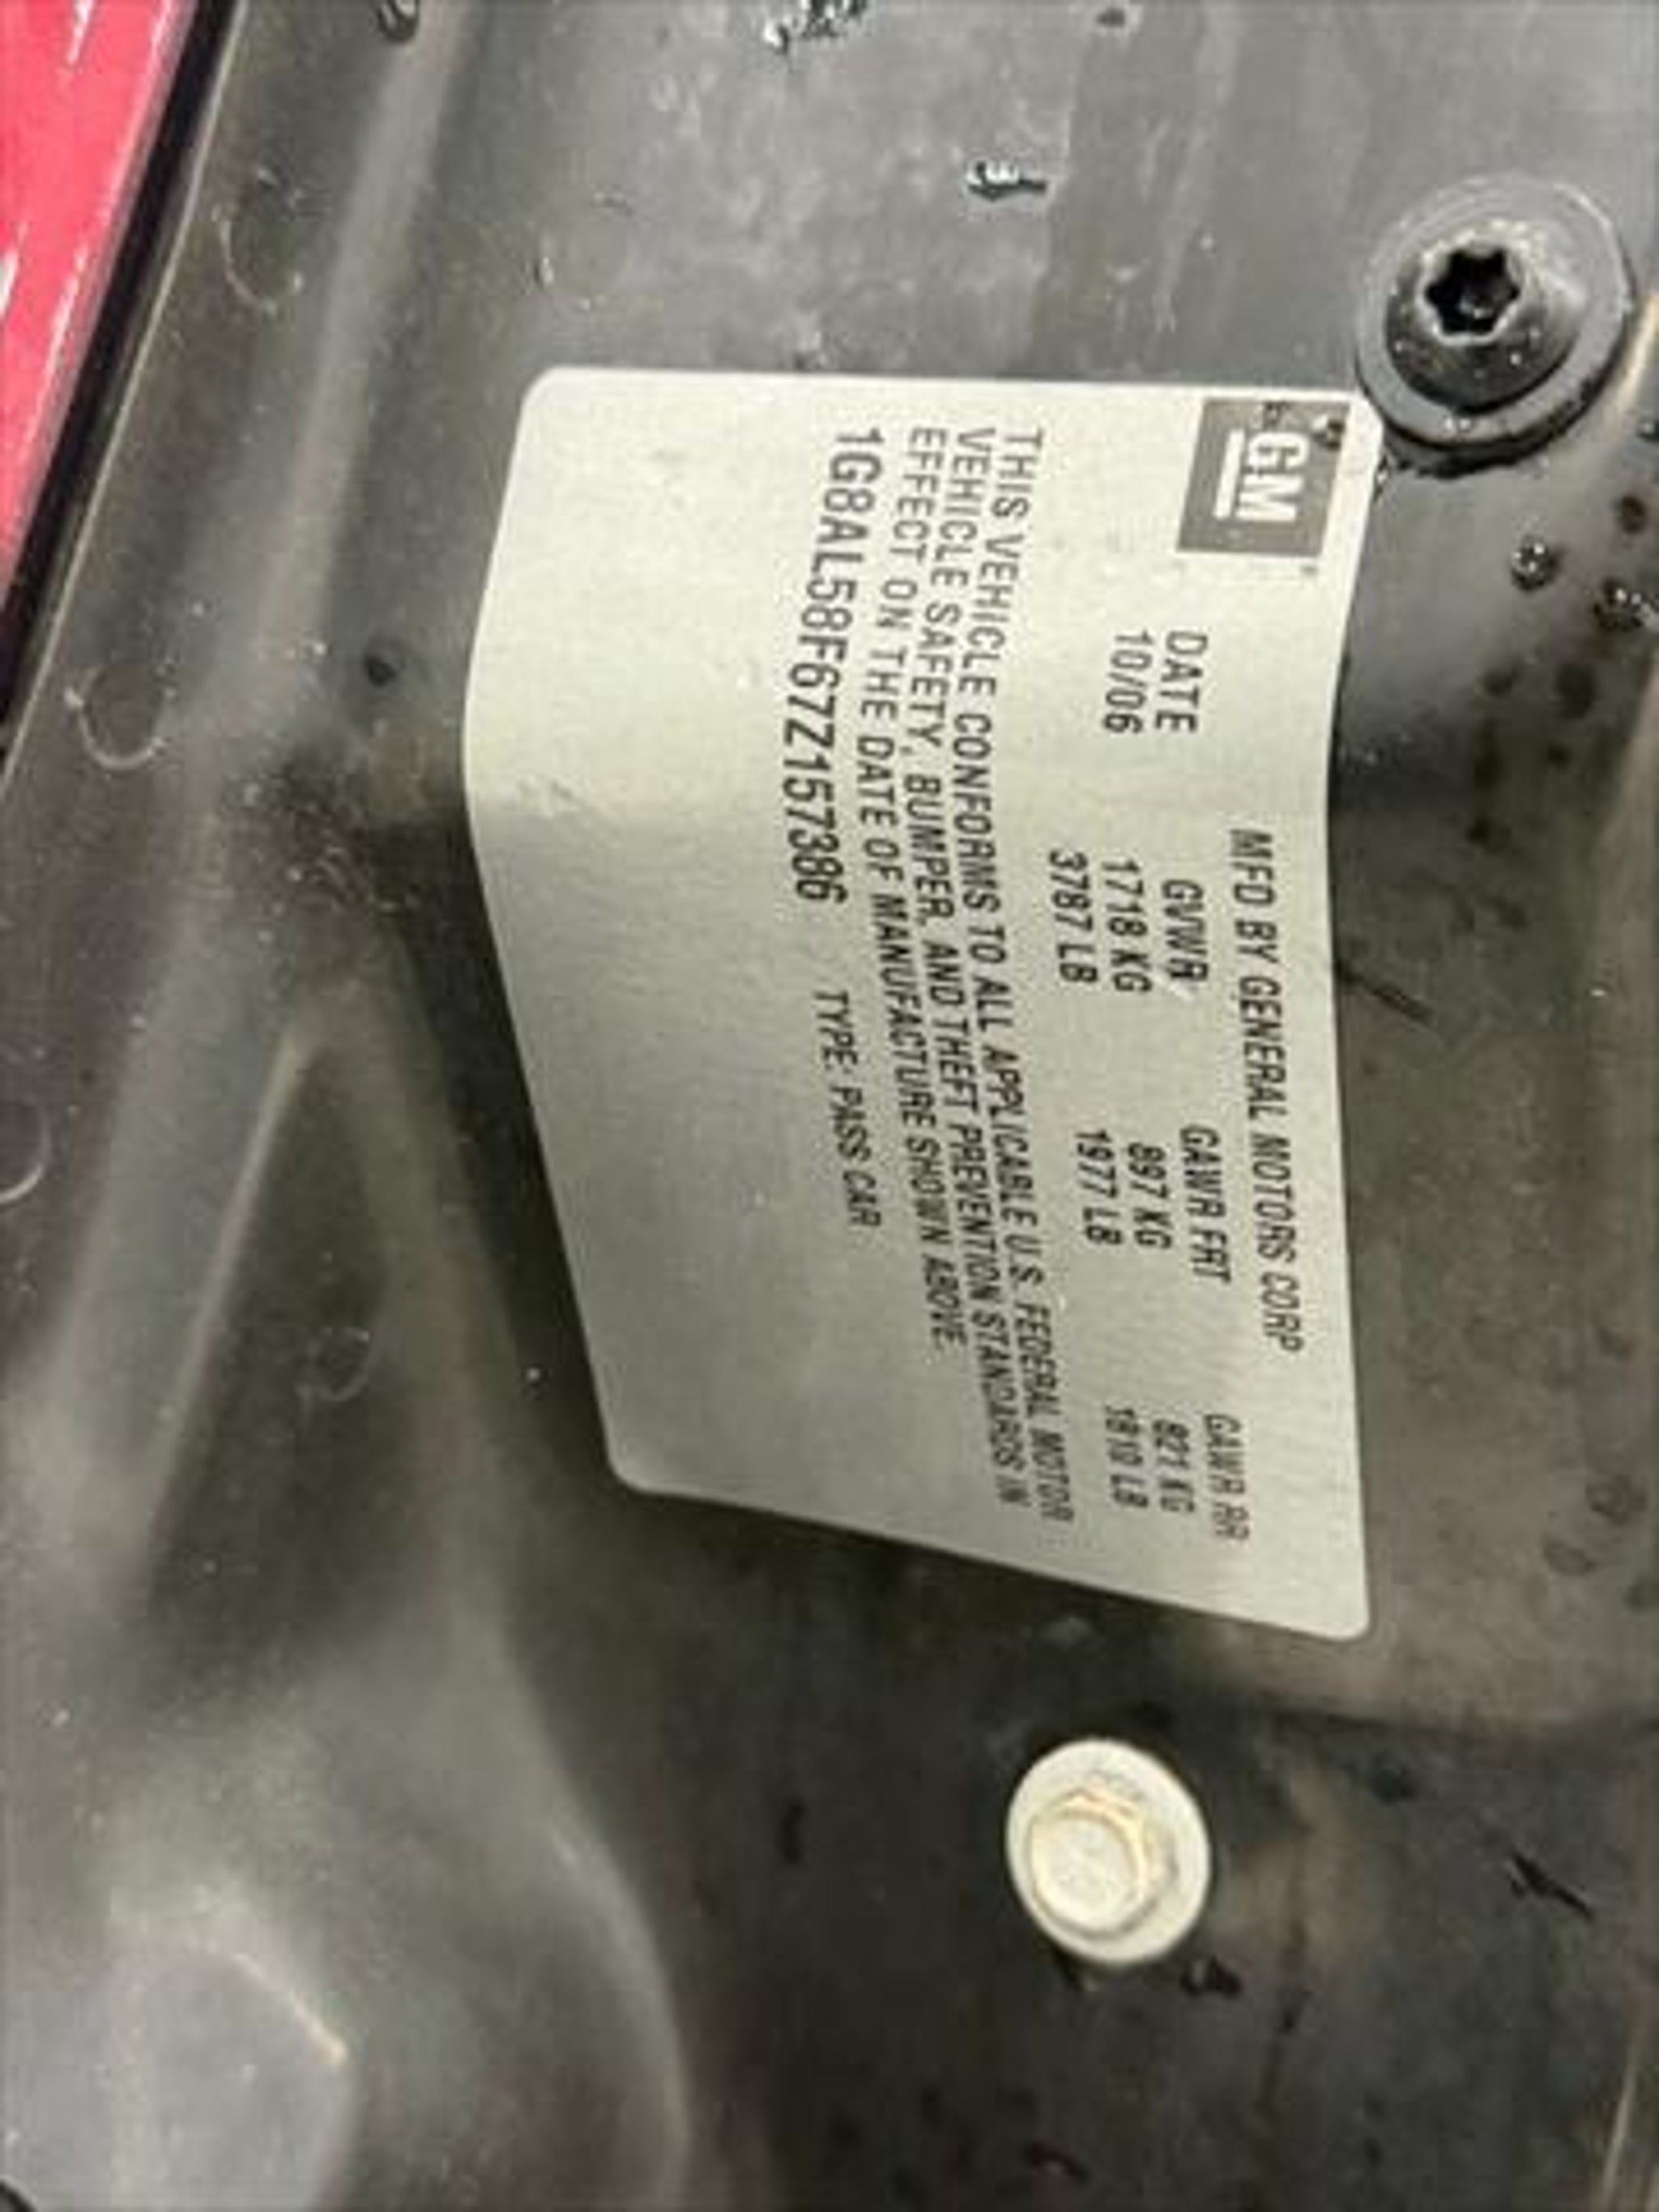 GM
MFD BY GENERAL MOTORS CORP
DATE GVWR GAWR FRT GAWR RR
10/06 1718 KG 897 KG 821 KG
3787 LB 1977 LB 1810 LB
THIS VEHICLE CONFORMS TO ALL APPLICABLE U.S. FEDERAL MOTOR
VEHICLE SAFETY, BUMPER, AND THEFT PREVENTION STANDARDS IN
EFFECT ON THE DATE OF MANUFACTURE SHOWN ABOVE.
1G8AL58F67Z157386 TYPE: PASS CAR